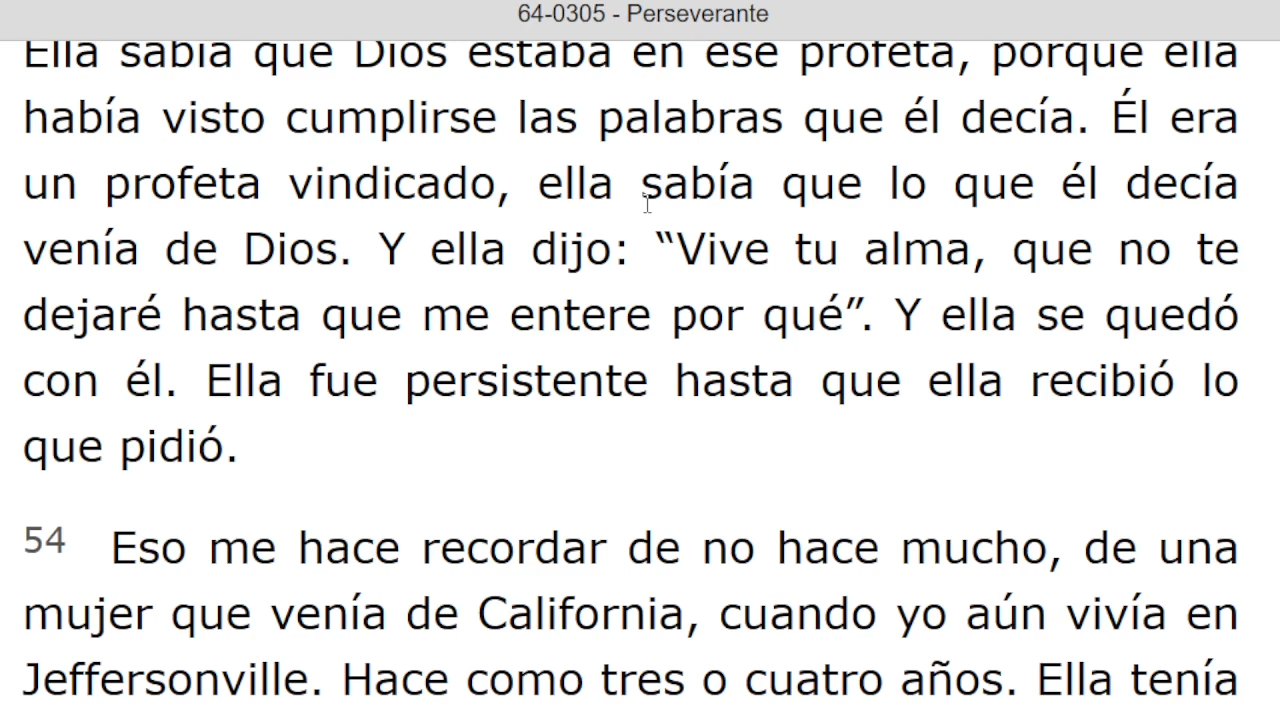 64-0305 - Perseverante
Ella sabía que Dios estaba en ese profeta, porque ella
había visto cumplirse las palabras que él decía. Él era
un profeta vindicado, ella sabía que lo que él decía
venía de Dios. Y ella dijo: “Vive tu alma, que no te
dejaré hasta que me entere por qué”. Y ella se quedó
con él. Ella fue persistente hasta que ella recibió lo
que pidió.
54 Eso me hace recordar de no hace mucho, de una
mujer que venía de California, cuando yo aún vivía en
Jeffersonville. Hace como tres o cuatro años. Ella tenía